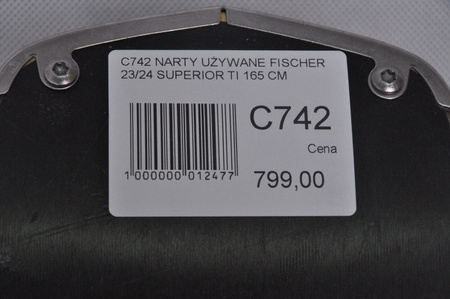 C742 NARTY UŻYWANE FISCHER
23/24 SUPERIOR TI 165 CM
C742
Cena
1 000000 012477
799,00